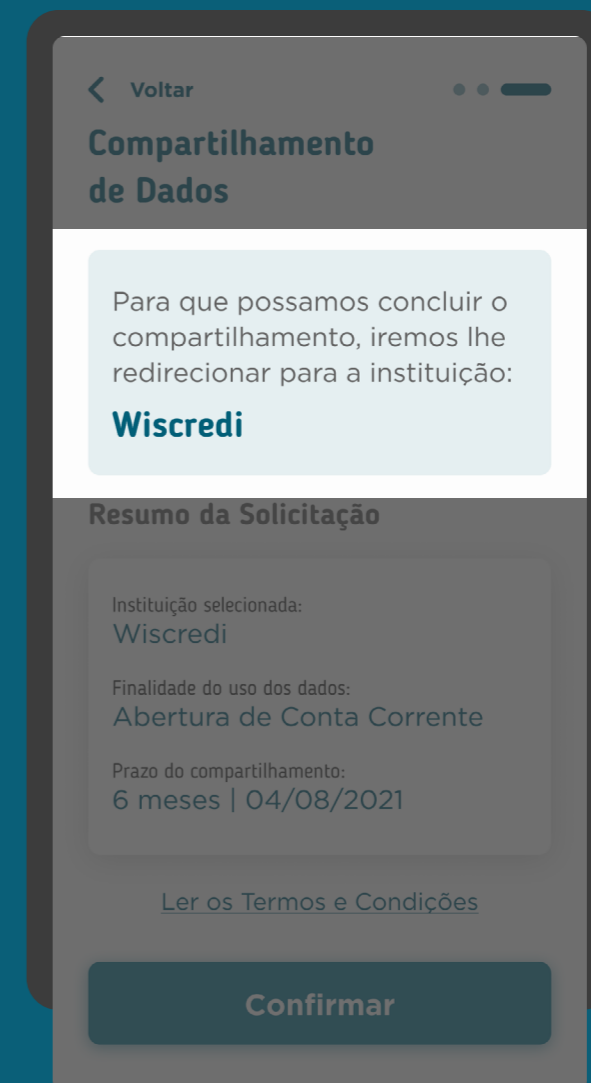 Voltar
Compartilhamento
de Dados
Para que possamos concluir o
compartilhamento, iremos lhe
redirecionar para a instituição:
Wiscredi
Resumo da Solicitação
Instituição selecionada:
Wiscredi
Finalidade do uso dos dados:
Abertura de Conta Corrente
Prazo do compartilhamento:
6 meses | 04/08/2021
Ler os Termos e Condições
Confirmar